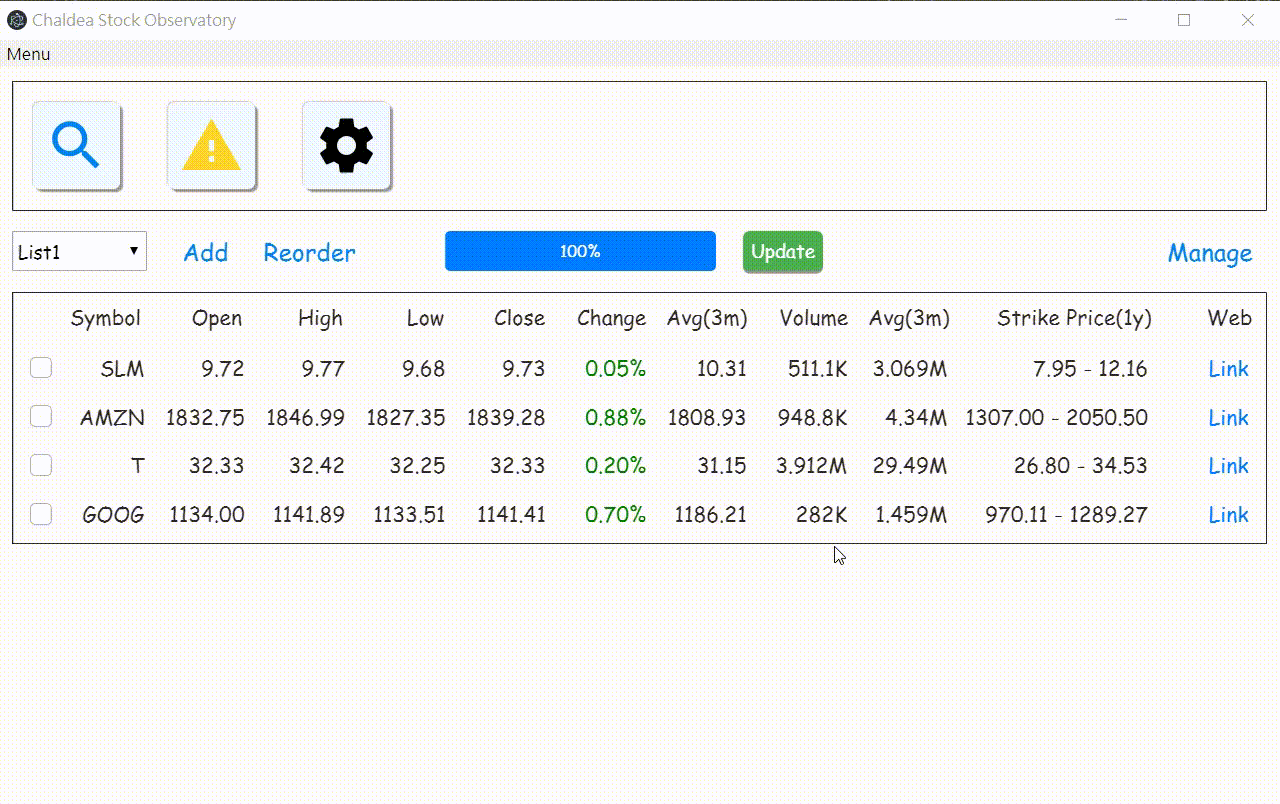 Chaldea Stock Observatory
Menu
List1 Add Reorder 100% Update Manage
Symbol Open High Low Close Change Avg(3m) Volume Avg(3m) Strike Price(1y) Web
SLM 9.72 9.77 9.68 9.73 0.05% 10.31 511.1K 3.069M 7.95 - 12.16 Link
AMZN 1832.75 1846.99 1827.35 1839.28 0.88% 1808.93 948.8K 4.34M 1307.00 - 2050.50 Link
T 32.33 32.42 32.25 32.33 0.20% 31.15 3.912M 29.49M 26.80 - 34.53 Link
GOOG 1134.00 1141.89 1133.51 1141.41 0.70% 1186.21 282K 1.459M 970.11 - 1289.27 Link